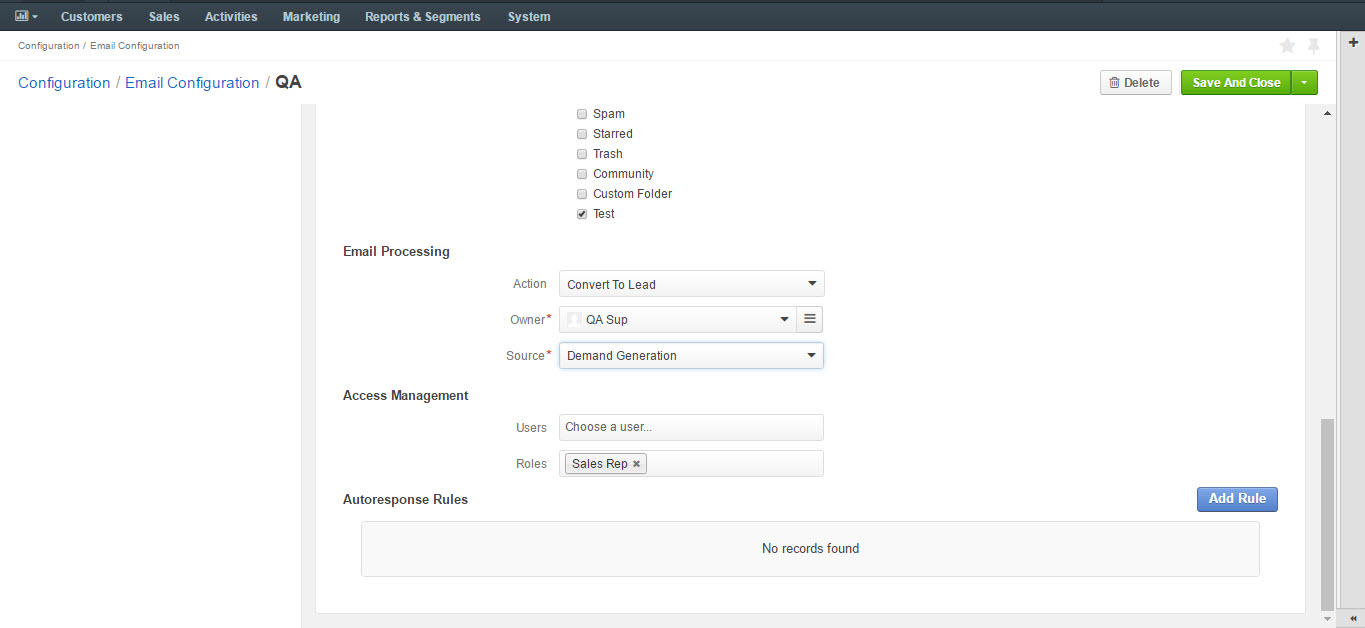 Customers Sales Activities Marketing Reports & Segments System
Configuration / Email Configuration
Configuration / Email Configuration / QA
Delete
Save And Close
Spam
Starred
Trash
Community
Custom Folder
Test
Email Processing
Action Convert To Lead
Owner* QA Sup
Source* Demand Generation
Access Management
Users Choose a user...
Roles Sales Rep ×
Autoresponse Rules
Add Rule
No records found